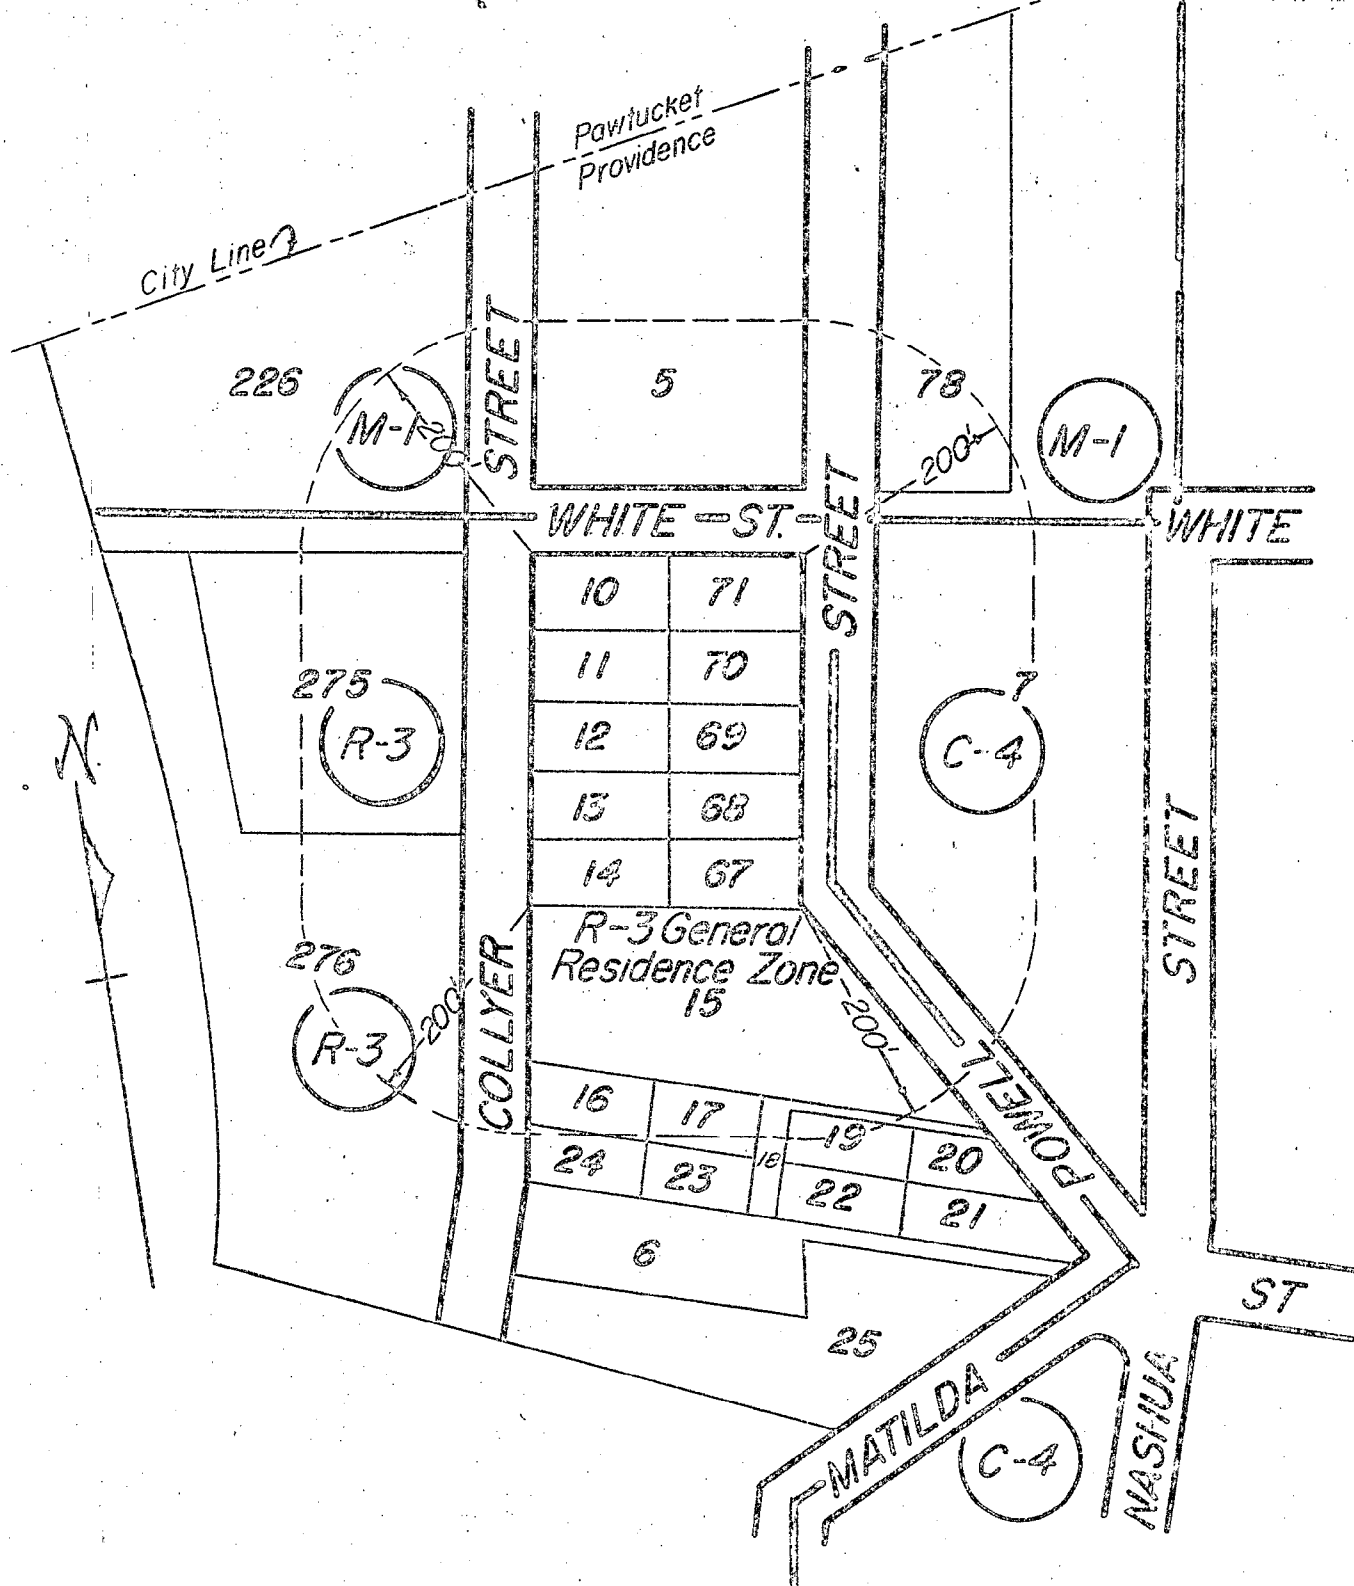 Pawtucket
Providence
City Line
226
M-1
200'
STREET
5
78
200'
M-1
WHITE ST.
STREET
WHITE
10
71
11
70
275
R-3
12
69
7
C-4
13
68
14
67
N.
R-3 General
Residence Zone
15
276
R-3
200'
COLLYER
200'
STREET
POWELL
16
17
18
19
20
24
23
22
21
6
25
ST
MATILDA
NASHUA
C-4